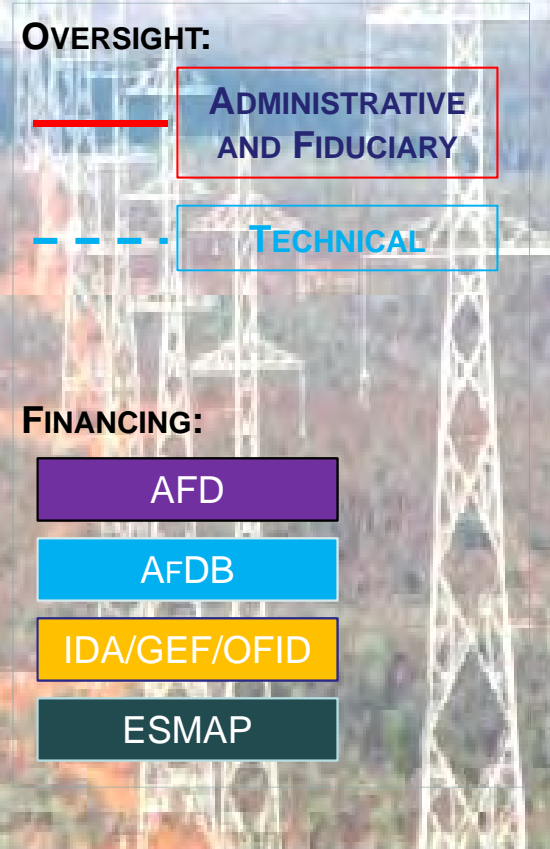 OVERSIGHT:
ADMINISTRATIVE
AND FIDUCIARY
TECHNICAL
FINANCING:
AFD
AFDB
IDA/GEF/OFID
ESMAP